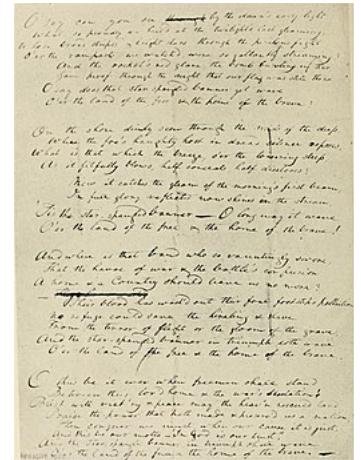 O say can you see ~~through~~ by the dawn's early light
What so proudly we hail'd at the twilight's last gleaming,
Whose broad stripes & bright stars through the perilous fight
O'er the ramparts we watch'd, were so gallantly streaming?
And the rocket's red glare, the bomb bursting in air,
Gave proof through the night that our flag was still there
O say does that star-spangled banner yet wave
O'er the land of the free & the home of the brave?
On the shore dimly seen through the mists of the deep,
Where the foe's haughty host in dread silence reposes,
What is that which the breeze, o'er the towering steep,
As it fitfully blows, half conceals, half discloses?
Now it catches the gleam of the morning's first beam,
In full glory reflected now shines in the stream,
'Tis the star-spangled banner — O long may it wave
O'er the land of the free & the home of the brave!
And where is that band who so vauntingly swore,
That the havoc of war & the battle's confusion
A home & a Country should leave us no more?
— Their blood has wash'd out their foul footsteps pollution
No refuge could save the hireling & slave
From the terror of flight or the gloom of the grave,
And the star-spangled banner in triumph doth wave
O'er the land of the free & the home of the brave.
O thus be it ever when freemen shall stand
Between their lov'd home & the war's desolation!
Blest with vict'ry & peace may the heav'n rescued land
Praise the power that hath made & preserv'd us a nation!
Then conquer we must, when our cause it is just,
And this be our motto — "In God is our trust,"
And the star-spangled banner in triumph shall wave
O'er the land of the free & the home of the brave. —